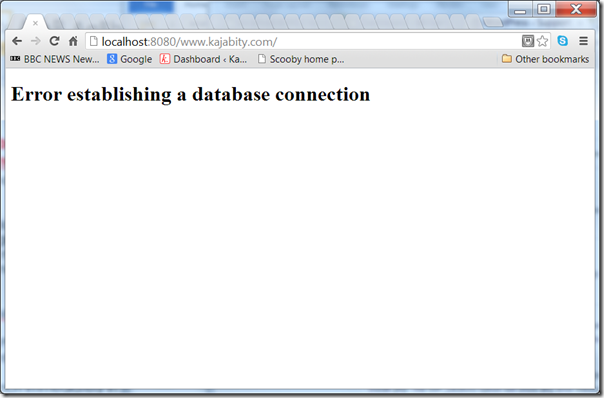 localhost:8080/www.kajabity.com/
BBC NEWS New... Google Dashboard ‹ Ka... Scooby home p... Other bookmarks
Error establishing a database connection